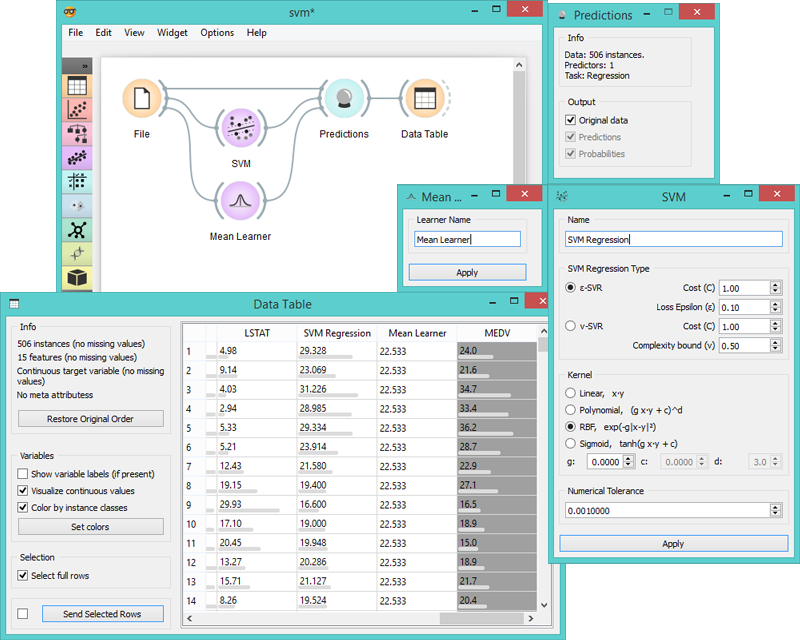 svm*
File Edit View Widget Options Help
»
File
SVM
Mean Learner
Predictions
Data Table
Predictions
Info
Data: 506 instances.
Predictors: 1
Task: Regression
Output
Original data
Predictions
Probabilities
Mean ...
Learner Name
Mean Learner
Apply
SVM
Name
SVM Regression
SVM Regression Type
ε-SVR Cost (C) 1.00
Loss Epsilon (ε) 0.10
ν-SVR Cost (C) 1.00
Complexity bound (ν) 0.50
Kernel
Linear, x·y
Polynomial, (g x·y + c)^d
RBF, exp(-g|x-y|²)
Sigmoid, tanh(g x·y + c)
g: 0.0000 c: 0.0000 d: 3.0
Numerical Tolerance
0.0010000
Apply
Data Table
Info
506 instances (no missing values)
15 features (no missing values)
Continuous target variable (no missing
values)
No meta attributess
Restore Original Order
Variables
Show variable labels (if present)
Visualize continuous values
Color by instance classes
Set colors
Selection
Select full rows
Send Selected Rows
LSTAT SVM Regression Mean Learner MEDV
1 4.98 29.328 22.533 24.0
2 9.14 23.069 22.533 21.6
3 4.03 31.226 22.533 34.7
4 2.94 28.985 22.533 33.4
5 5.33 29.334 22.533 36.2
6 5.21 23.914 22.533 28.7
7 12.43 21.580 22.533 22.9
8 19.15 19.400 22.533 27.1
9 29.93 16.600 22.533 16.5
10 17.10 19.000 22.533 18.9
11 20.45 19.948 22.533 15.0
12 13.27 20.286 22.533 18.9
13 15.71 21.127 22.533 21.7
14 8.26 19.524 22.533 20.4